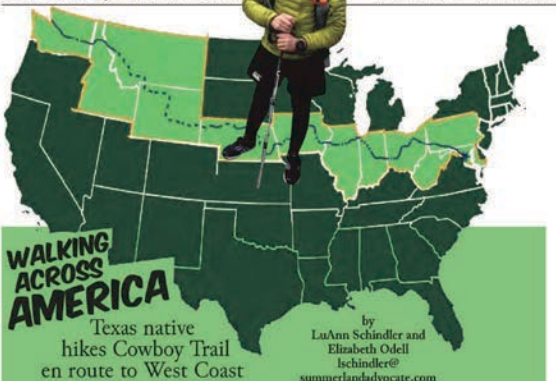 WALKING
ACROSS
AMERICA
Texas native
hikes Cowboy Trail
en route to West Coast
by
LuAnn Schindler and
Elizabeth Odell
lschindler@
summerlandadvocate.com